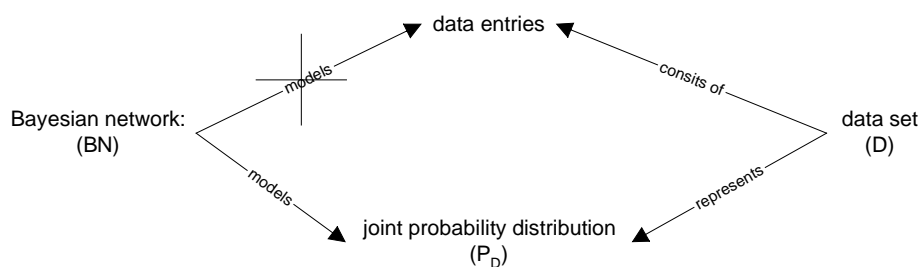 data entries
models
consits of
Bayesian network:
(BN)
data set
(D)
models
represents
joint probability distribution
(P_D)